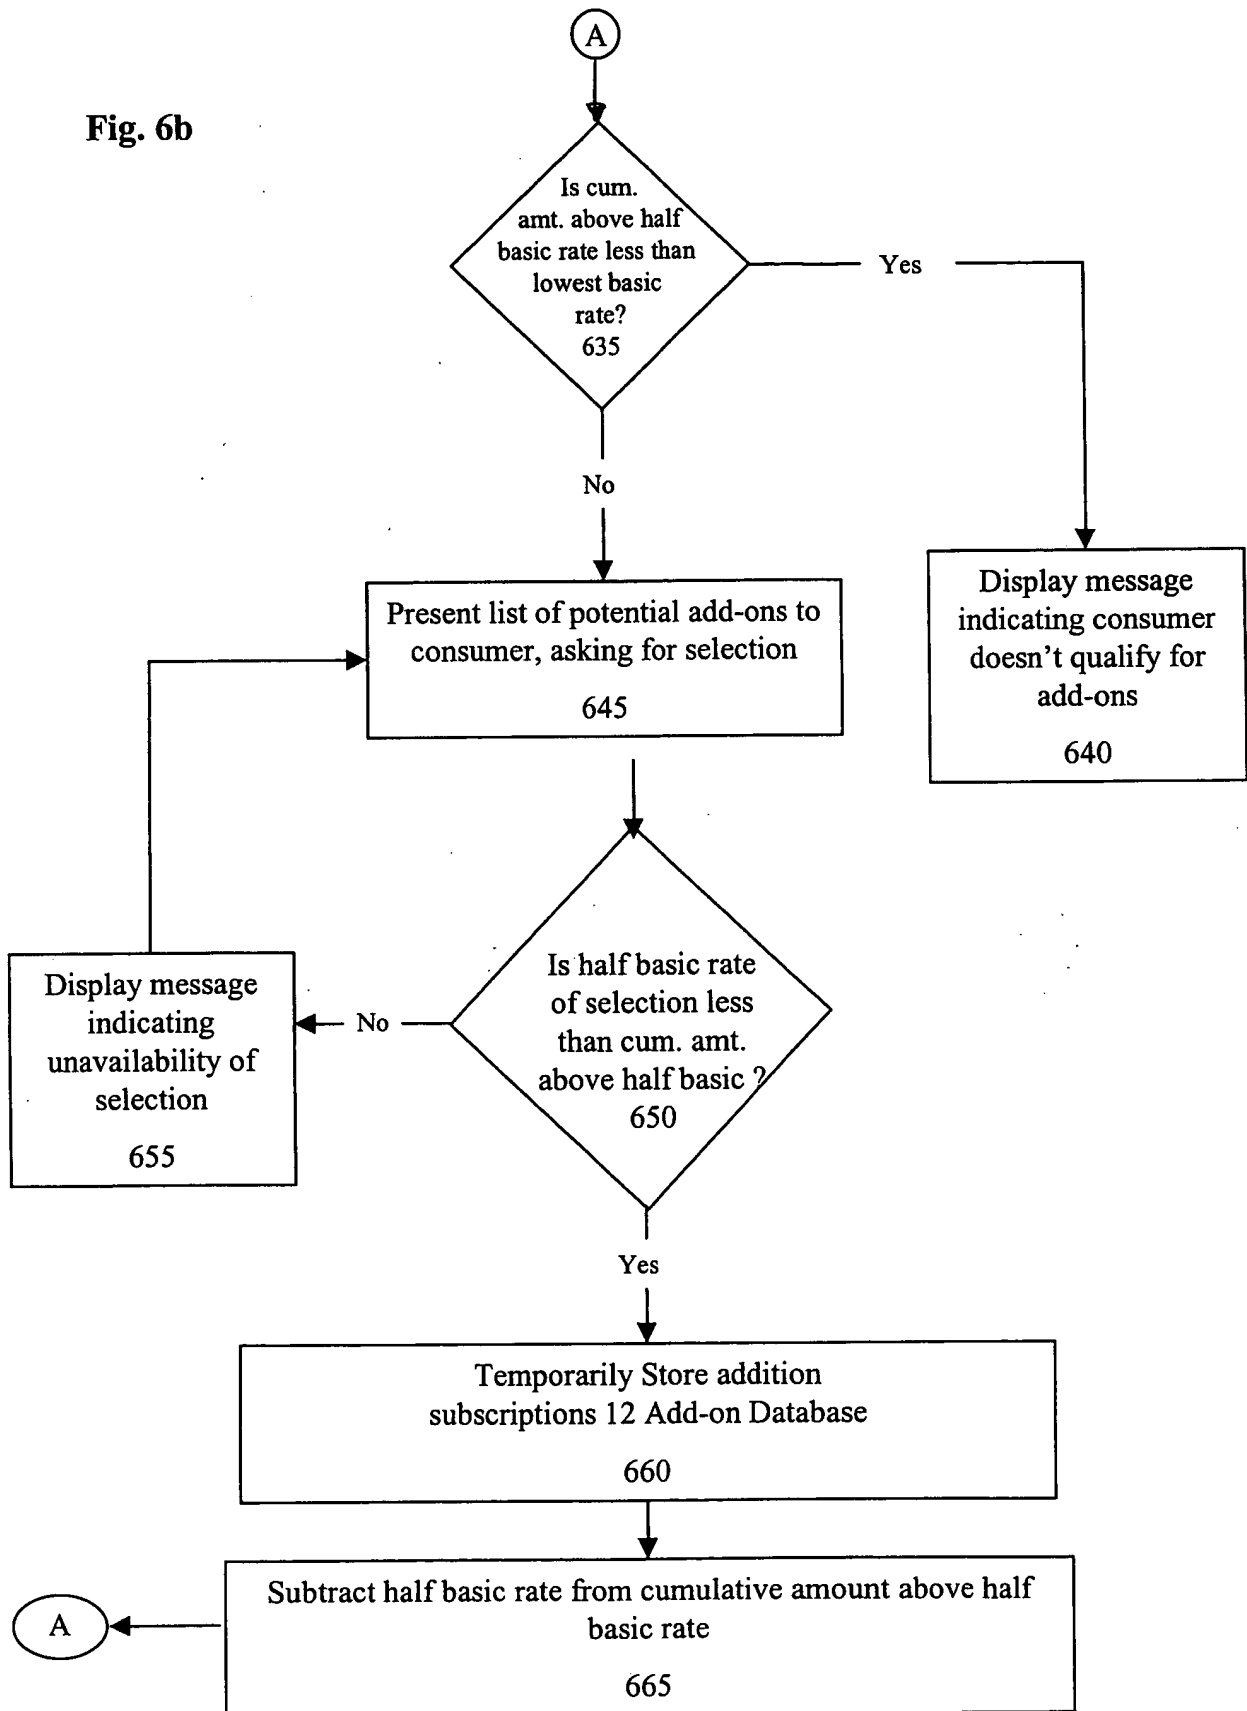 A
Fig. 6b
Is cum.
amt. above half
basic rate less than
lowest basic
rate?
635
Yes
No
Present list of potential add-ons to
consumer, asking for selection
645
Display message
indicating consumer
doesn't qualify for
add-ons
640
Is half basic rate
of selection less
than cum. amt.
above half basic ?
650
No
Display message
indicating
unavailability of
selection
655
Yes
Temporarily Store addition
subscriptions 12 Add-on Database
660
Subtract half basic rate from cumulative amount above half
basic rate
665
A